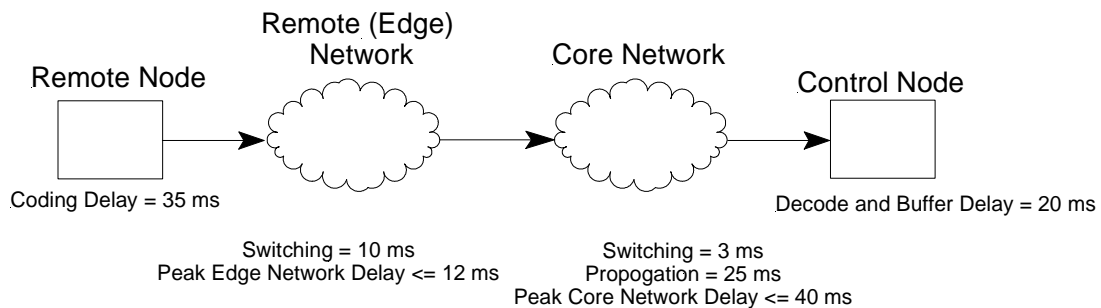 Remote (Edge)
Network
Core Network
Remote Node
Control Node
Coding Delay = 35 ms
Decode and Buffer Delay = 20 ms
Switching = 10 ms
Peak Edge Network Delay <= 12 ms
Switching = 3 ms
Propogation = 25 ms
Peak Core Network Delay <= 40 ms